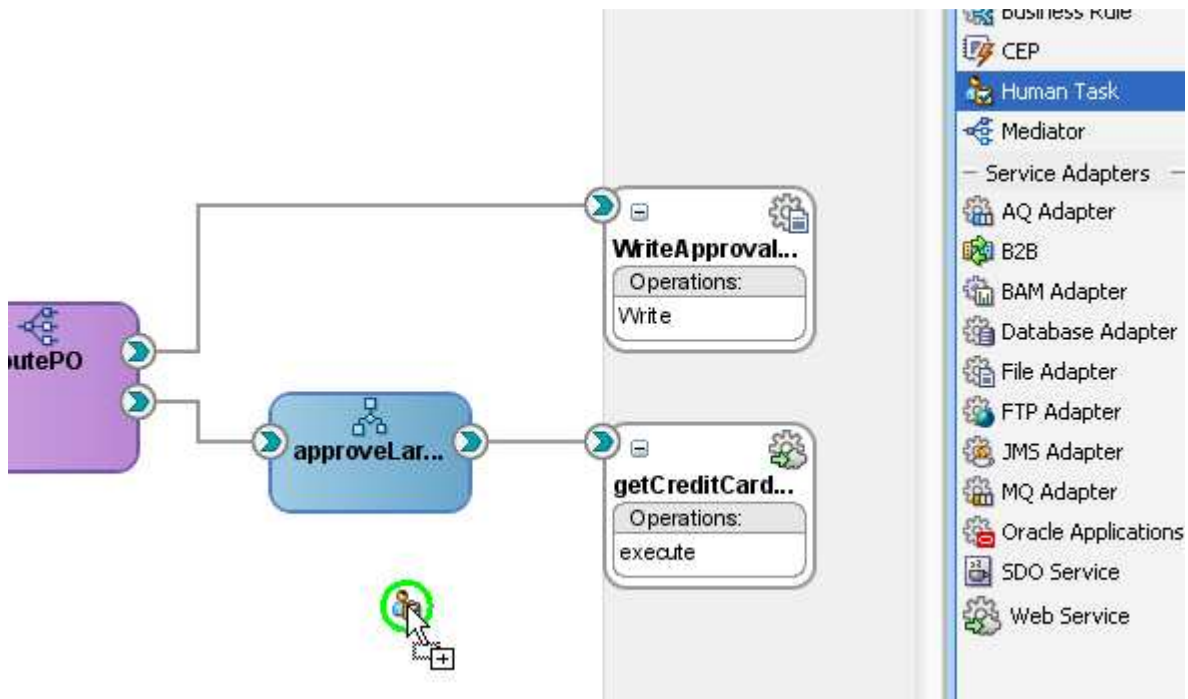 Business Rule
CEP
Human Task
Mediator
Service Adapters
AQ Adapter
B2B
BAM Adapter
Database Adapter
File Adapter
FTP Adapter
JMS Adapter
MQ Adapter
Oracle Applications
SDO Service
Web Service
WriteApproval...
Operations:
Write
outePO
approveLar...
getCreditCard...
Operations:
execute